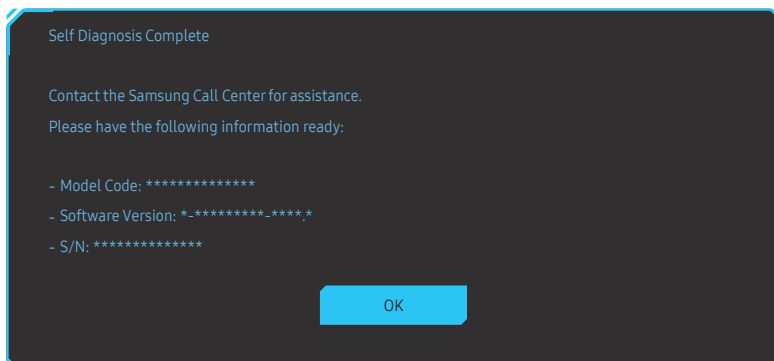 Self Diagnosis Complete
Contact the Samsung Call Center for assistance.
Please have the following information ready:
- Model Code: **************
- Software Version: *-*********-****.*
- S/N: **************
OK